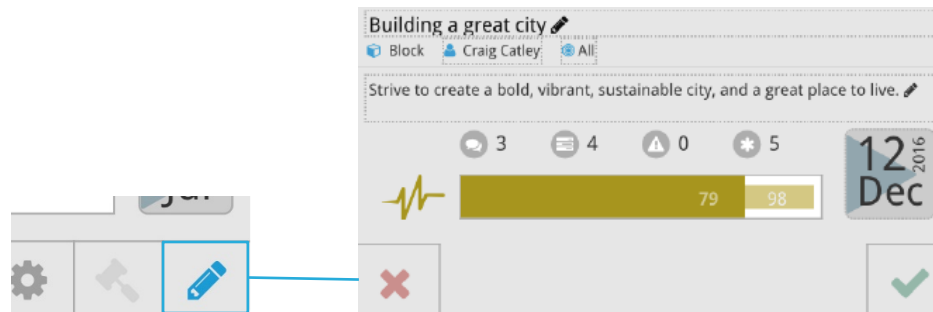 Building a great city
Block Craig Catley All
Strive to create a bold, vibrant, sustainable city, and a great place to live.
3 4 0 5
12 2016
Dec
79 98